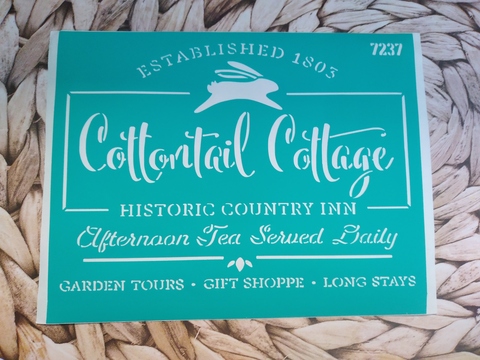 ESTABLISHED 1803
7237
Cottontail Cottage
HISTORIC COUNTRY INN
Afternoon Tea Served Daily
GARDEN TOURS • GIFT SHOPPE • LONG STAYS